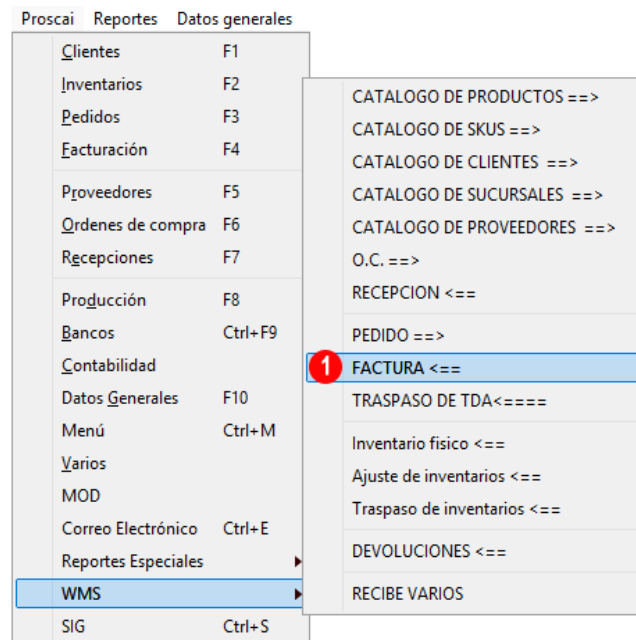 Proscai Reportes Datos generales
Clientes F1
Inventarios F2
Pedidos F3
Facturación F4
Proveedores F5
Ordenes de compra F6
Recepciones F7
Producción F8
Bancos Ctrl+F9
Contabilidad
Datos Generales F10
Menú Ctrl+M
Varios
MOD
Correo Electrónico Ctrl+E
Reportes Especiales
WMS
SIG Ctrl+S
CATALOGO DE PRODUCTOS ==>
CATALOGO DE SKUS ==>
CATALOGO DE CLIENTES ==>
CATALOGO DE SUCURSALES ==>
CATALOGO DE PROVEEDORES ==>
O.C. ==>
RECEPCION <==
PEDIDO ==>
1 FACTURA <==
TRASPASO DE TDA<====
Inventario fisico <==
Ajuste de inventarios <==
Traspaso de inventarios <==
DEVOLUCIONES <==
RECIBE VARIOS